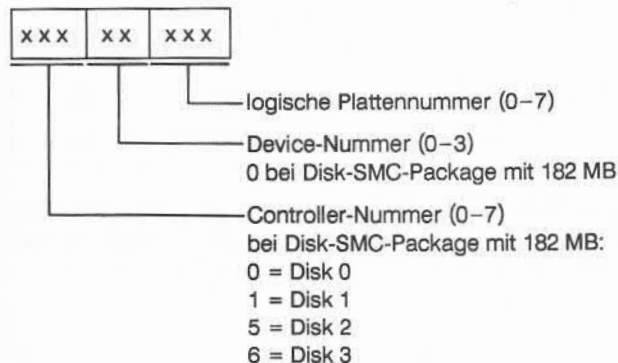 xxx xx xxx
logische Plattennummer (0–7)
Device-Nummer (0–3)
0 bei Disk-SMC-Package mit 182 MB
Controller-Nummer (0–7)
bei Disk-SMC-Package mit 182 MB:
0 = Disk 0
1 = Disk 1
5 = Disk 2
6 = Disk 3